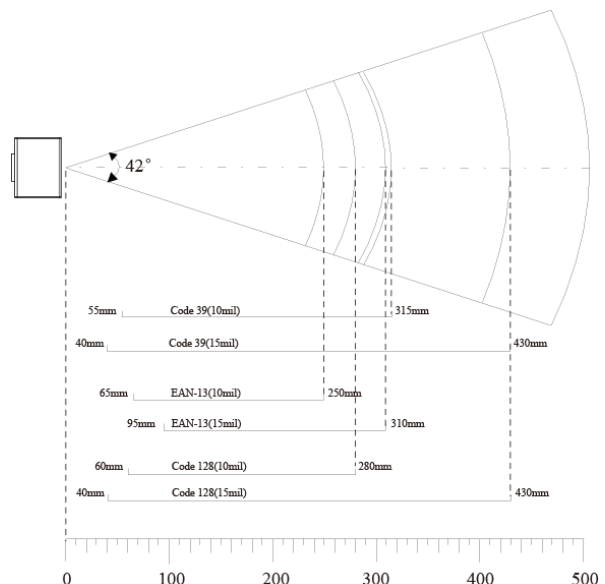 42°
55mm Code 39(10mil) 315mm
40mm Code 39(15mil) 430mm
65mm EAN-13(10mil) 250mm
95mm EAN-13(15mil) 310mm
60mm Code 128(10mil) 280mm
40mm Code 128(15mil) 430mm
0 100 200 300 400 500